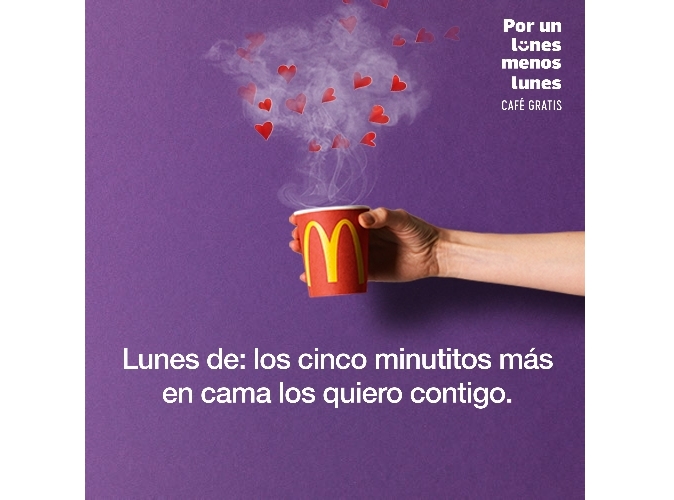 Por un
lunes
menos
lunes
CAFÉ GRATIS
Lunes de: los cinco minutitos más
en cama los quiero contigo.